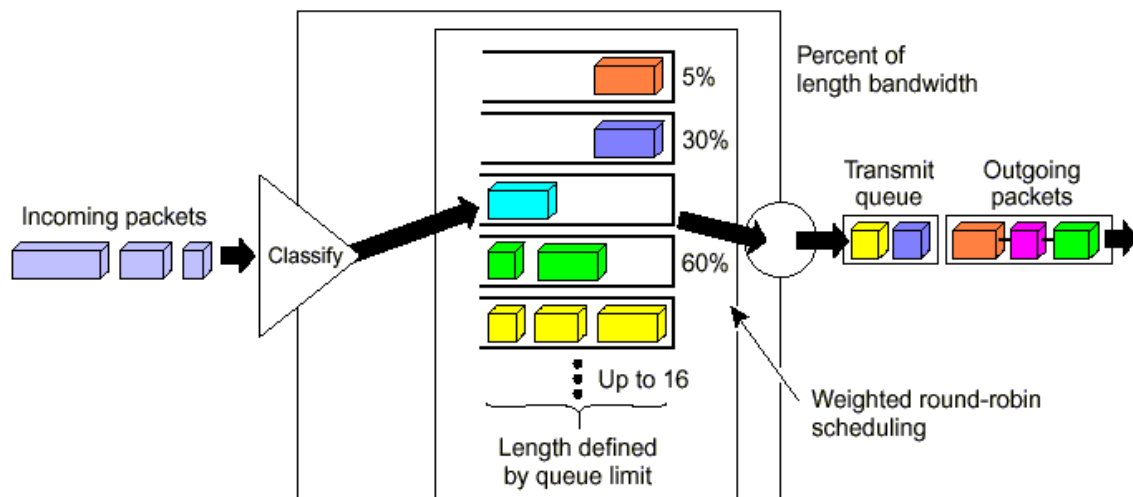 5%
30%
60%
Percent of
length bandwidth
Transmit
queue
Outgoing
packets
Incoming packets
Classify
Up to 16
Length defined
by queue limit
Weighted round-robin
scheduling